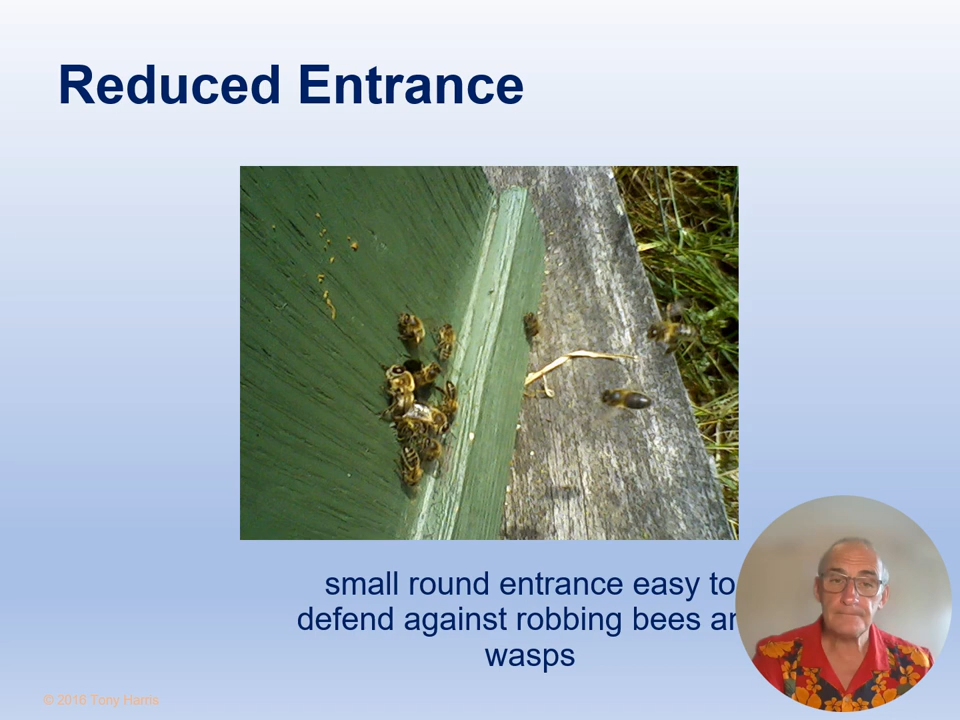 Reduced Entrance
small round entrance easy to
defend against robbing bees
wasps
© 2016 Tony Harris